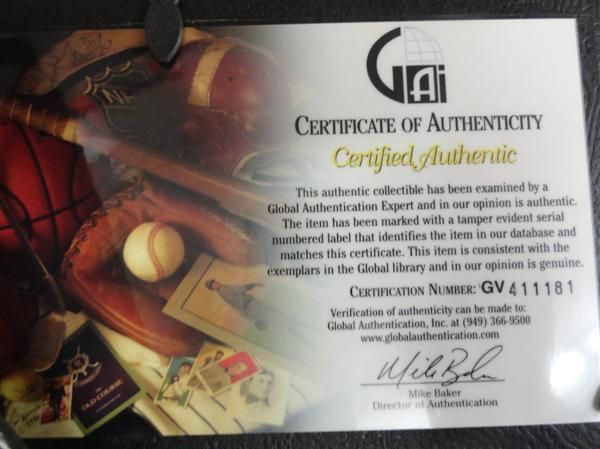 GAi
CERTIFICATE OF AUTHENTICITY
Certified Authentic
This authentic collectible has been examined by a
Global Authentication Expert and in our opinion is authentic.
The item has been marked with a tamper evident serial
numbered label that identifies the item in our database and
matches this certificate. This item is consistent with the
exemplars in the Global library and in our opinion is genuine.
CERTIFICATION NUMBER: GV 411181
Verification of authenticity can be made to:
Global Authentication, Inc. at (949) 366-9500
www.globalauthentication.com
Mike Baker
Mike Baker
Director of Authentication
OLD COURSE